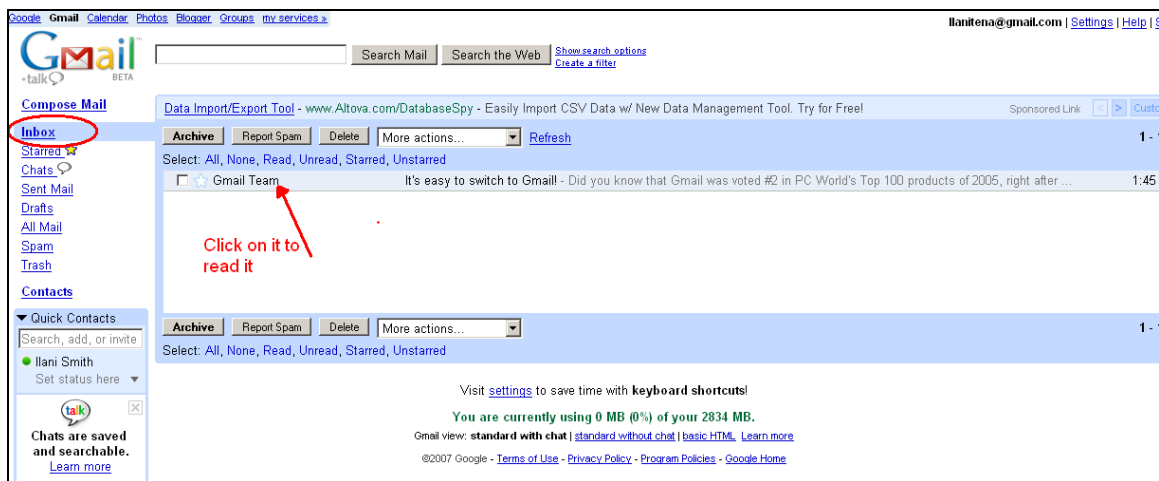 Google Gmail Calendar Photos Blogger Groups my services »
llanitena@gmail.com | Settings | Help |
Gmail
+talk BETA
Search Mail Search the Web Show search options
Create a filter
Compose Mail
Inbox
Starred
Chats
Sent Mail
Drafts
All Mail
Spam
Trash
Contacts
Quick Contacts
Search, add, or invite
Ilani Smith
Set status here
talk
Chats are saved
and searchable.
Learn more
Data Import/Export Tool - www.Altova.com/DatabaseSpy - Easily Import CSV Data w/ New Data Management Tool. Try for Free! Sponsored Link < >
Archive Report Spam Delete More actions... Refresh 1 -
Select: All, None, Read, Unread, Starred, Unstarred
Gmail Team It's easy to switch to Gmail! - Did you know that Gmail was voted #2 in PC World's Top 100 products of 2005, right after ... 1:45
Click on it to
read it
Archive Report Spam Delete More actions... 1 -
Select: All, None, Read, Unread, Starred, Unstarred
Visit settings to save time with keyboard shortcuts!
You are currently using 0 MB (0%) of your 2834 MB.
Gmail view: standard with chat | standard without chat | basic HTML Learn more
©2007 Google - Terms of Use - Privacy Policy - Program Policies - Google Home